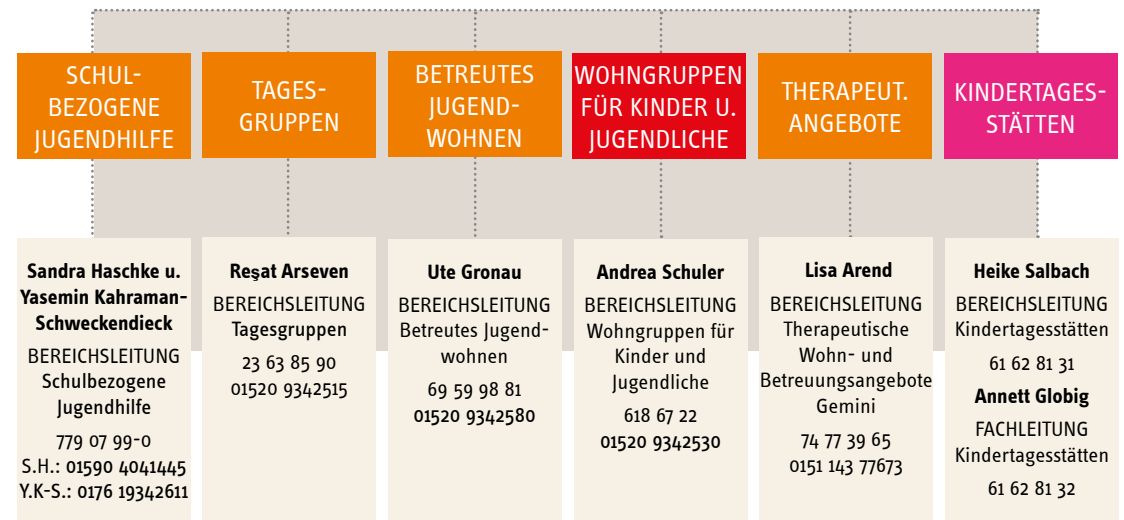 SCHUL-
BEZOGENE
JUGENDHILFE
TAGES-
GRUPPEN
BETREUTES
JUGEND-
WOHNEN
WOHNGRUPPEN
FÜR KINDER U.
JUGENDLICHE
THERAPEUT.
ANGEBOTE
KINDERTAGES-
STÄTTEN
Sandra Haschke u.
Yasemin Kahraman-
Schweckendieck
BEREICHSLEITUNG
Schulbezogene
Jugendhilfe
779 07 99-0
S.H.: 01590 4041445
Y.K-S.: 0176 19342611
Reşat Arseven
BEREICHSLEITUNG
Tagesgruppen
23 63 85 90
01520 9342515
Ute Gronau
BEREICHSLEITUNG
Betreutes Jugend-
wohnen
69 59 98 81
01520 9342580
Andrea Schuler
BEREICHSLEITUNG
Wohngruppen für
Kinder und
Jugendliche
618 67 22
01520 9342530
Lisa Arend
BEREICHSLEITUNG
Therapeutische
Wohn- und
Betreuungsangebote
Gemini
74 77 39 65
0151 143 77673
Heike Salbach
BEREICHSLEITUNG
Kindertagesstätten
61 62 81 31
Annett Globig
FACHLEITUNG
Kindertagesstätten
61 62 81 32